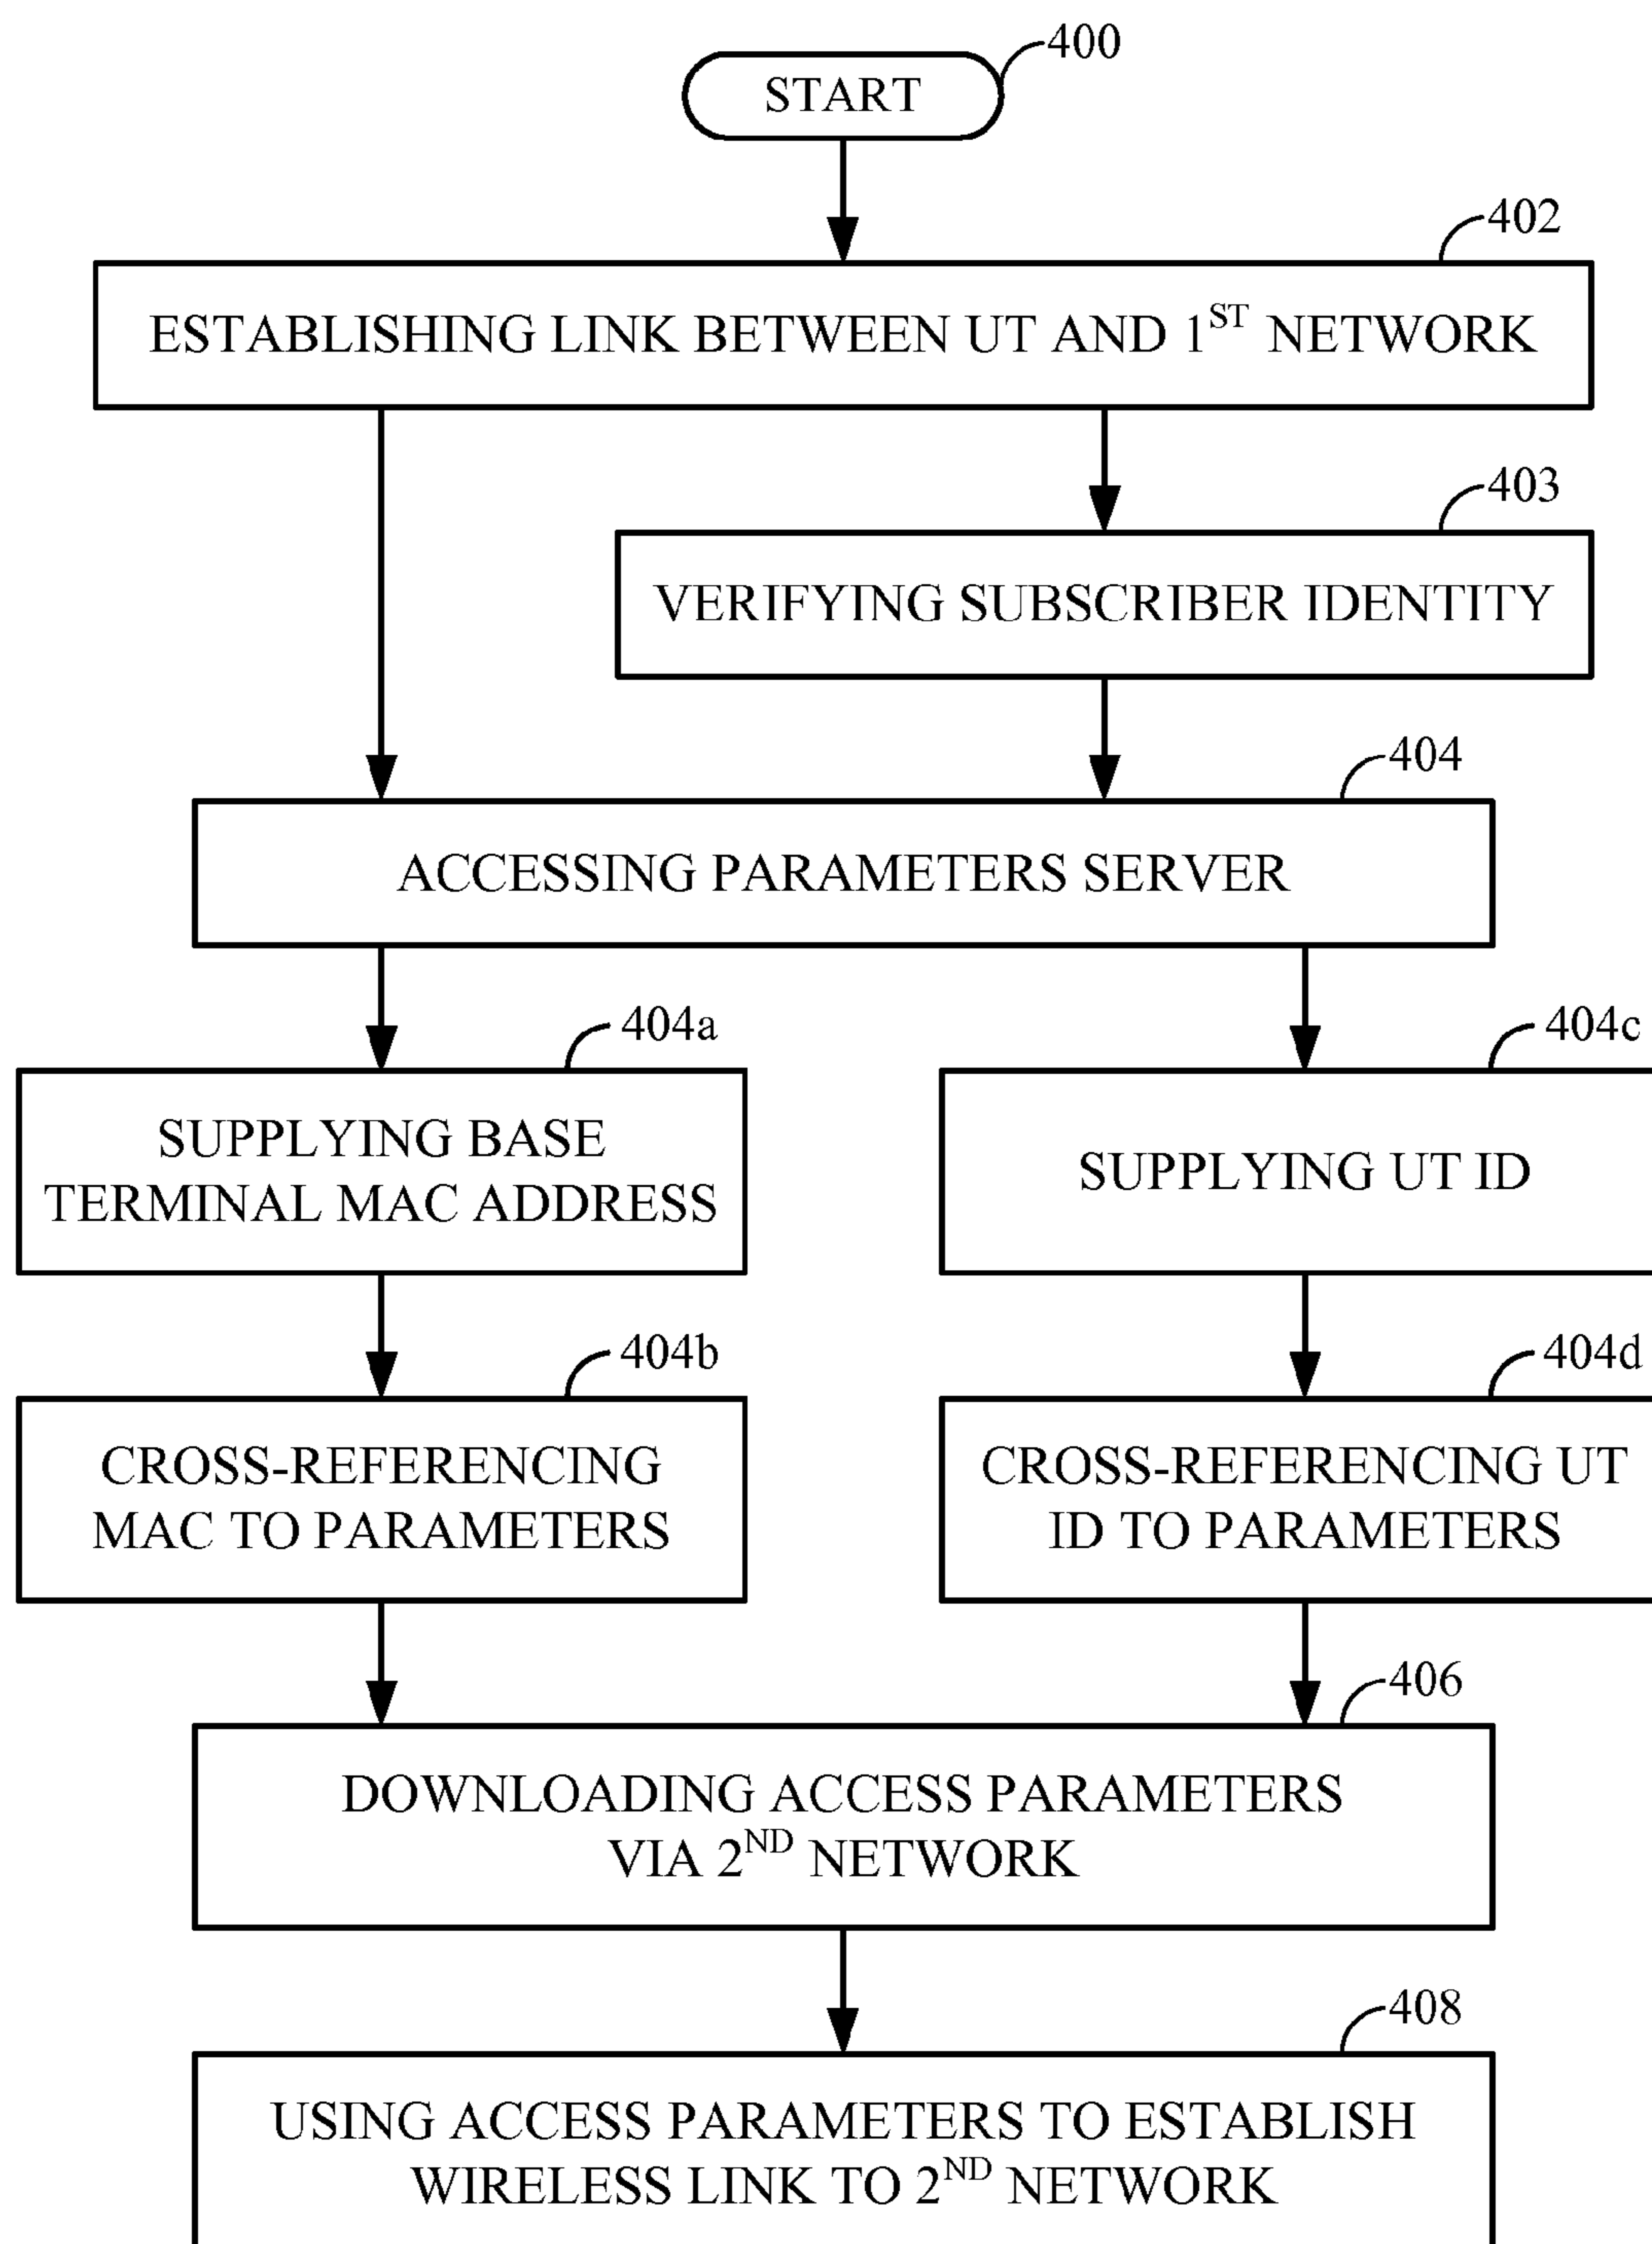 400
START
402
ESTABLISHING LINK BETWEEN UT AND 1ST NETWORK
403
VERIFYING SUBSCRIBER IDENTITY
404
ACCESSING PARAMETERS SERVER
404a
SUPPLYING BASE
TERMINAL MAC ADDRESS
404c
SUPPLYING UT ID
404b
CROSS-REFERENCING
MAC TO PARAMETERS
404d
CROSS-REFERENCING UT
ID TO PARAMETERS
406
DOWNLOADING ACCESS PARAMETERS
VIA 2ND NETWORK
408
USING ACCESS PARAMETERS TO ESTABLISH
WIRELESS LINK TO 2ND NETWORK